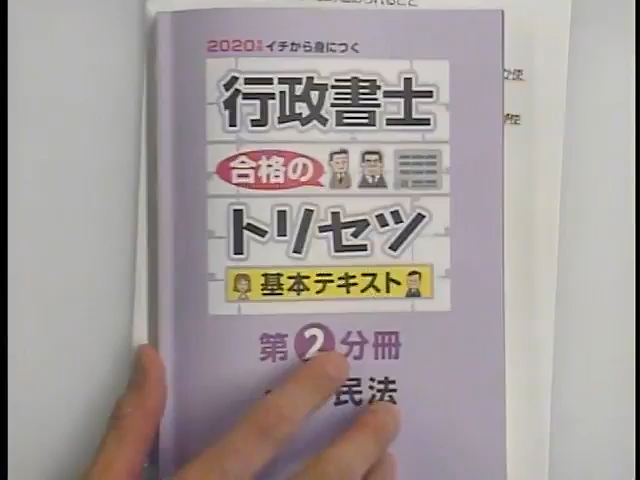 2020年版 イチから身につく
行政書士
合格の
トリセツ
基本テキスト
第2分冊
民法